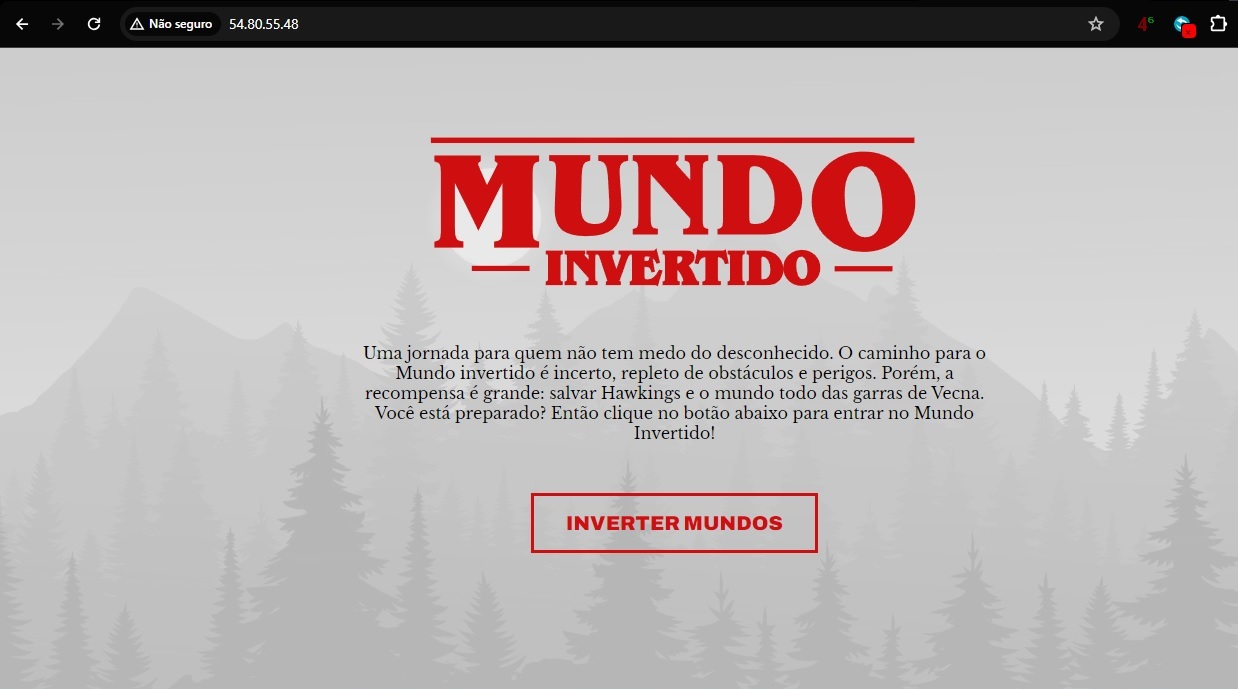 Não seguro 54.80.55.48
4⁶
MUNDO
INVERTIDO
Uma jornada para quem não tem medo do desconhecido. O caminho para o
Mundo invertido é incerto, repleto de obstáculos e perigos. Porém, a
recompensa é grande: salvar Hawkings e o mundo todo das garras de Vecna.
Você está preparado? Então clique no botão abaixo para entrar no Mundo
Invertido!
INVERTER MUNDOS